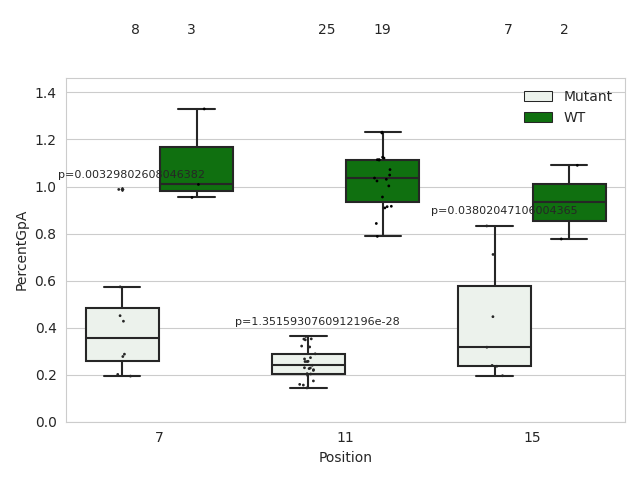 8 3 25 19 7 2
Mutant
WT
1.4
1.2
1.0
0.8
0.6
0.4
0.2
0.0
PercentGpA
p=0.00329802608046382
p=1.3515930760912196e-28
p=0.03802047106004365
7 11 15
Position